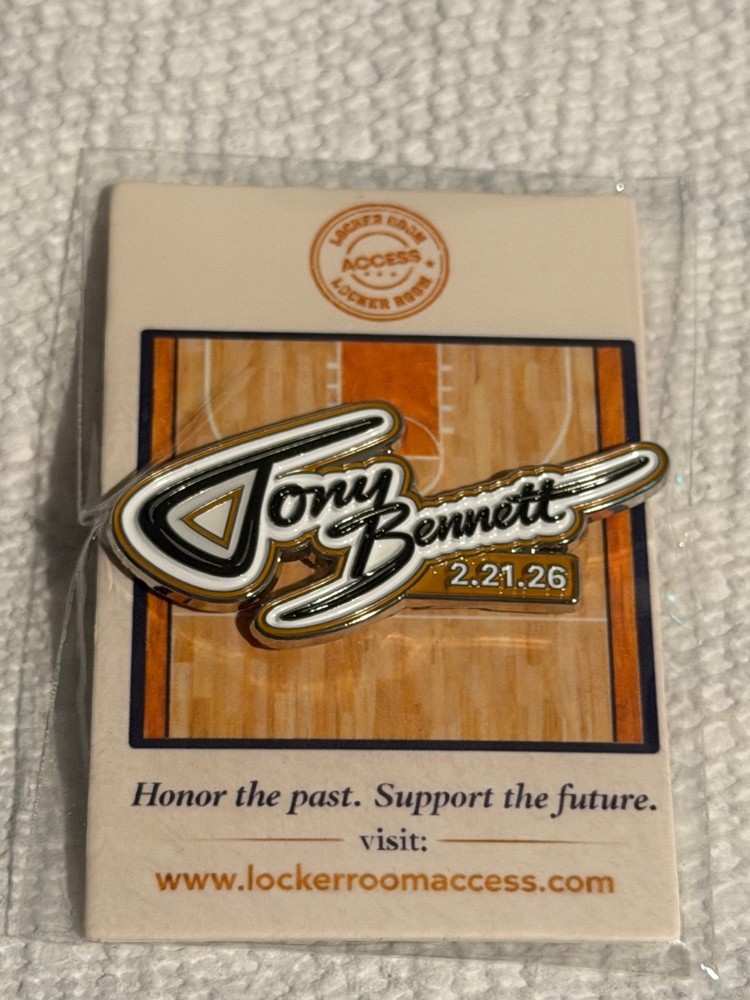 LOCKER ROOM
ACCESS
LOCKER ROOM
Tony
Bennett
2.21.26
Honor the past. Support the future.
visit:
www.lockerroomaccess.com